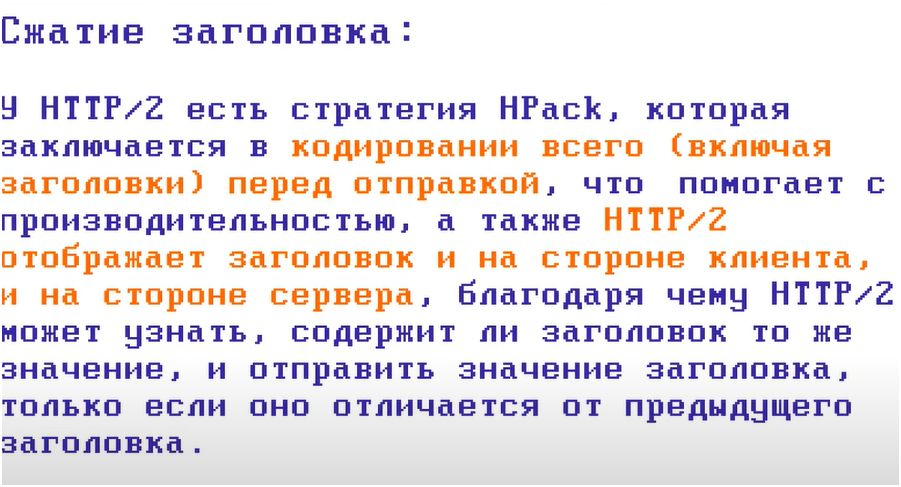 Сжатие заголовка:
У HTTP/2 есть стратегия HPack, которая
заключается в кодировании всего (включая
заголовки) перед отправкой, что помогает с
производительностью, а также HTTP/2
отображает заголовок и на стороне клиента,
и на стороне сервера, благодаря чему HTTP/2
может узнать, содержит ли заголовок то же
значение, и отправить значение заголовка,
только если оно отличается от предыдущего
заголовка.